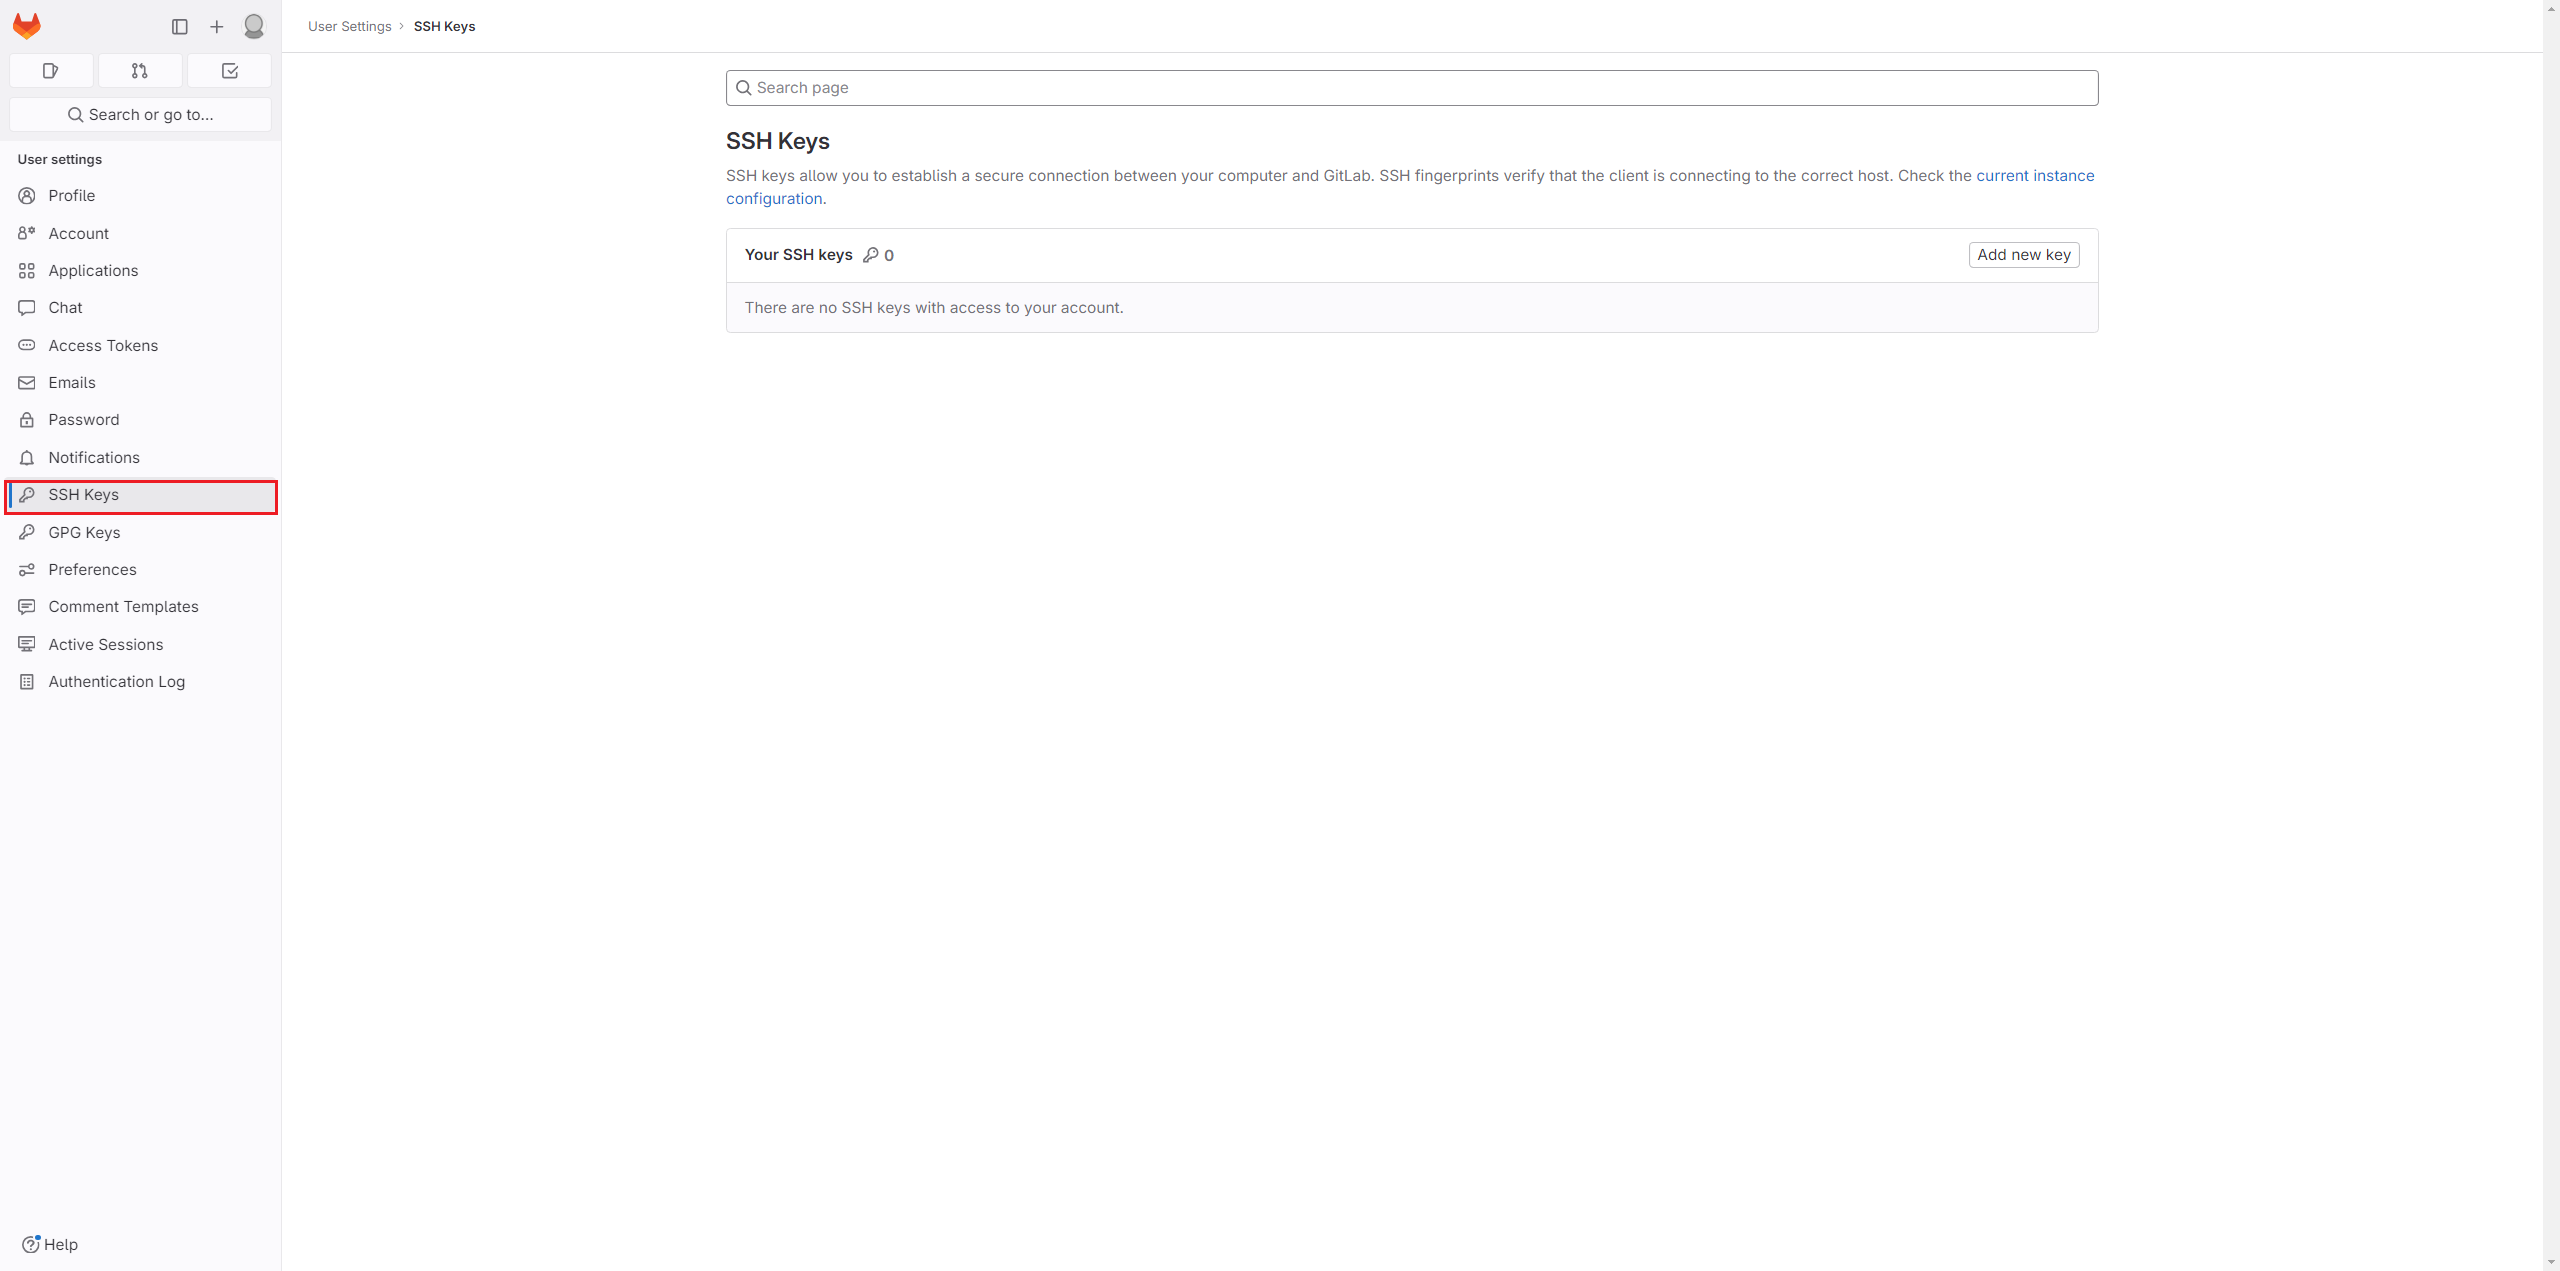 User Settings › SSH Keys
Search or go to...
User settings
Profile
Account
Applications
Chat
Access Tokens
Emails
Password
Notifications
SSH Keys
GPG Keys
Preferences
Comment Templates
Active Sessions
Authentication Log
Help
Search page
SSH Keys
SSH keys allow you to establish a secure connection between your computer and GitLab. SSH fingerprints verify that the client is connecting to the correct host. Check the current instance
configuration.
Your SSH keys 0
Add new key
There are no SSH keys with access to your account.